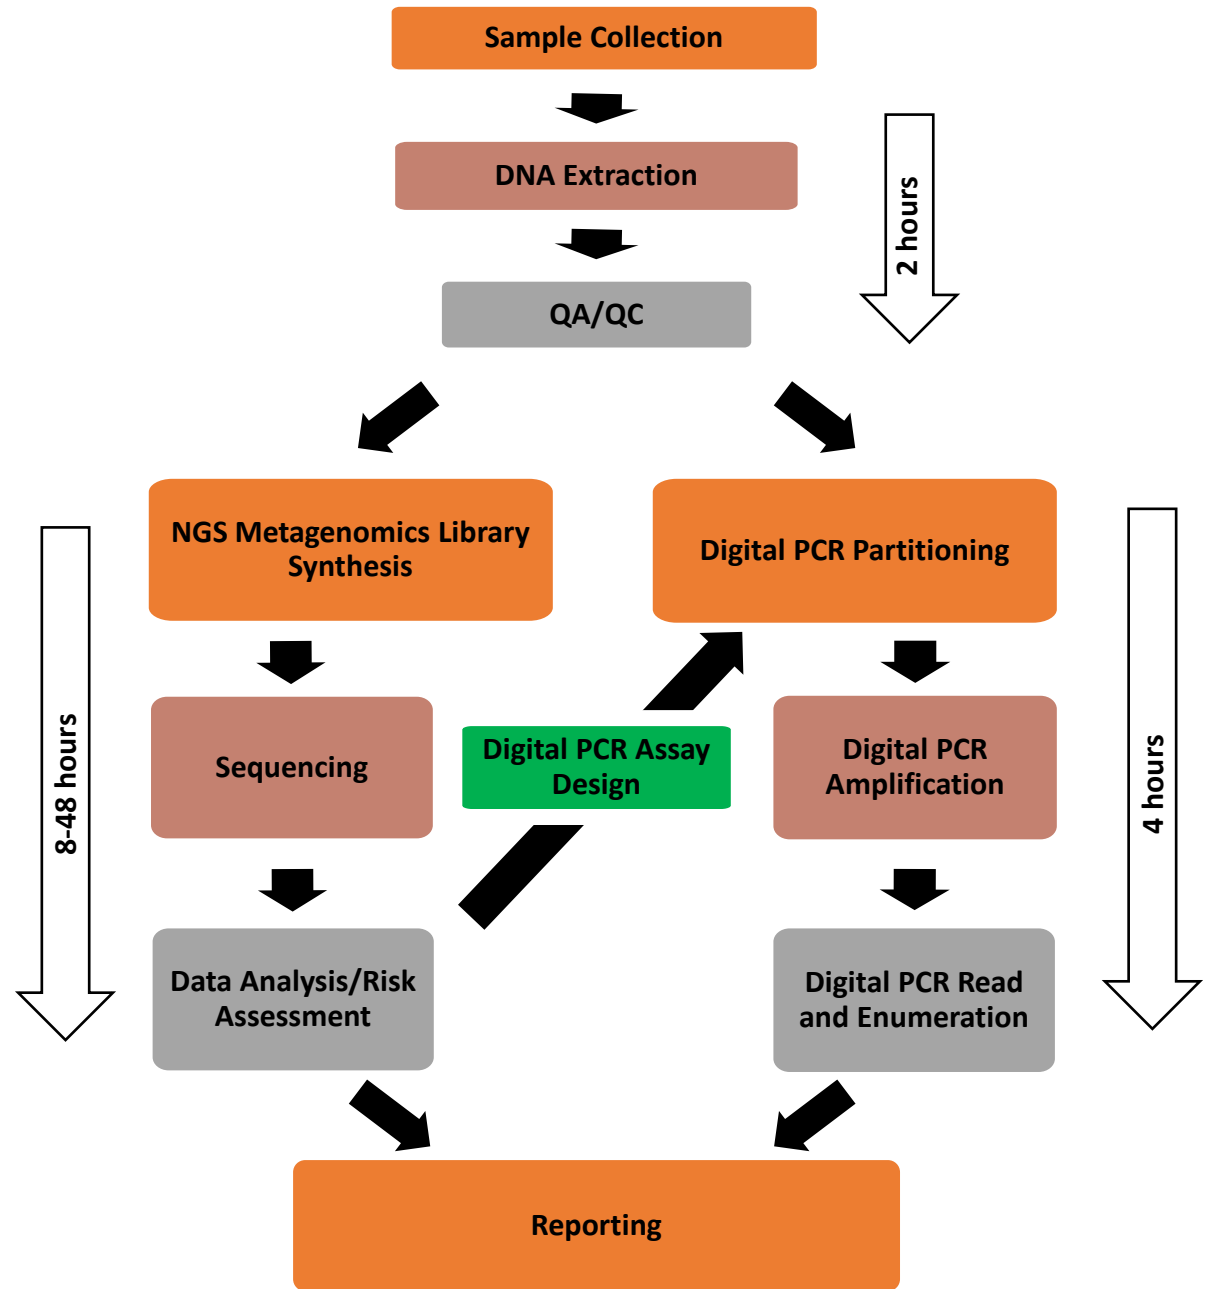 Sample Collection
DNA Extraction
2 hours
QA/QC
NGS Metagenomics Library
Synthesis
Digital PCR Partitioning
8-48 hours
Sequencing
Digital PCR Assay
Design
Digital PCR
Amplification
4 hours
Data Analysis/Risk
Assessment
Digital PCR Read
and Enumeration
Reporting